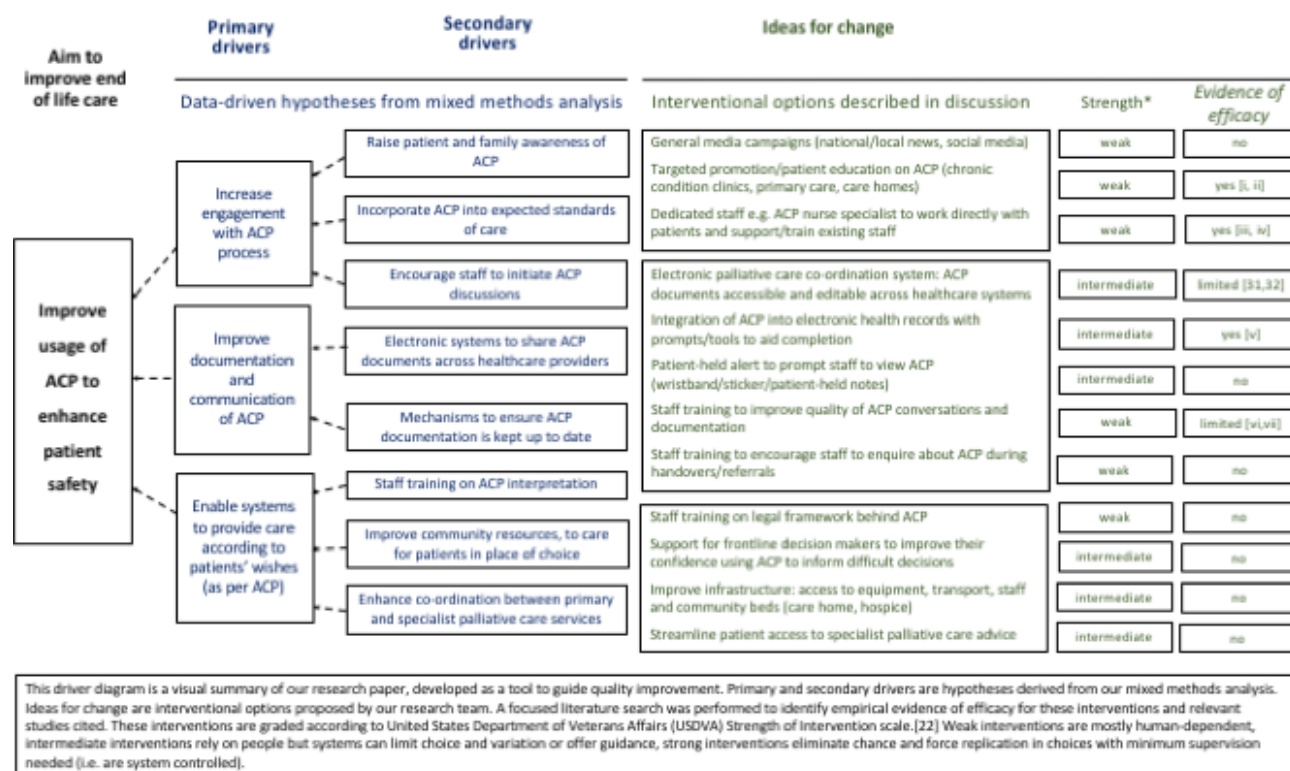 Aim to
improve end
of life care
Primary
drivers
Secondary
drivers
Ideas for change
Data-driven hypotheses from mixed methods analysis
Interventional options described in discussion
Strength*
Evidence of
efficacy
Improve
usage of
ACP to
enhance
patient
safety
Increase
engagement
with ACP
process
Improve
documentation
and
communication
of ACP
Enable systems
to provide care
according to
patients' wishes
(as per ACP)
Raise patient and family awareness of
ACP
Incorporate ACP into expected standards
of care
Encourage staff to initiate ACP
discussions
Electronic systems to share ACP
documents across healthcare providers
Mechanisms to ensure ACP
documentation is kept up to date
Staff training on ACP interpretation
Improve community resources, to care
for patients in place of choice
Enhance co-ordination between primary
and specialist palliative care services
General media campaigns (national/local news, social media)
weak
no
Targeted promotion/patient education on ACP (chronic
condition clinics, primary care, care homes)
weak
yes [i, ii]
Dedicated staff e.g. ACP nurse specialist to work directly with
patients and support/train existing staff
weak
yes [iii, iv]
Electronic palliative care co-ordination system: ACP
documents accessible and editable across healthcare systems
intermediate
limited [31,32]
Integration of ACP into electronic health records with
prompts/tools to aid completion
intermediate
yes [v]
Patient-held alert to prompt staff to view ACP
(wristband/sticker/patient-held notes)
intermediate
no
Staff training to improve quality of ACP conversations and
documentation
weak
limited [vi,vii]
Staff training to encourage staff to enquire about ACP during
handovers/referrals
weak
no
Staff training on legal framework behind ACP
weak
no
Support for frontline decision makers to improve their
confidence using ACP to inform difficult decisions
intermediate
no
Improve infrastructure: access to equipment, transport, staff
and community beds (care home, hospice)
intermediate
no
Streamline patient access to specialist palliative care advice
intermediate
no
This driver diagram is a visual summary of our research paper, developed as a tool to guide quality improvement. Primary and secondary drivers are hypotheses derived from our mixed methods analysis.
Ideas for change are interventional options proposed by our research team. A focused literature search was performed to identify empirical evidence of efficacy for these interventions and relevant
studies cited. These interventions are graded according to United States Department of Veterans Affairs (USDVA) Strength of Intervention scale.[22] Weak interventions are mostly human-dependent,
intermediate interventions rely on people but systems can limit choice and variation or offer guidance, strong interventions eliminate chance and force replication in choices with minimum supervision
needed (i.e. are system controlled).